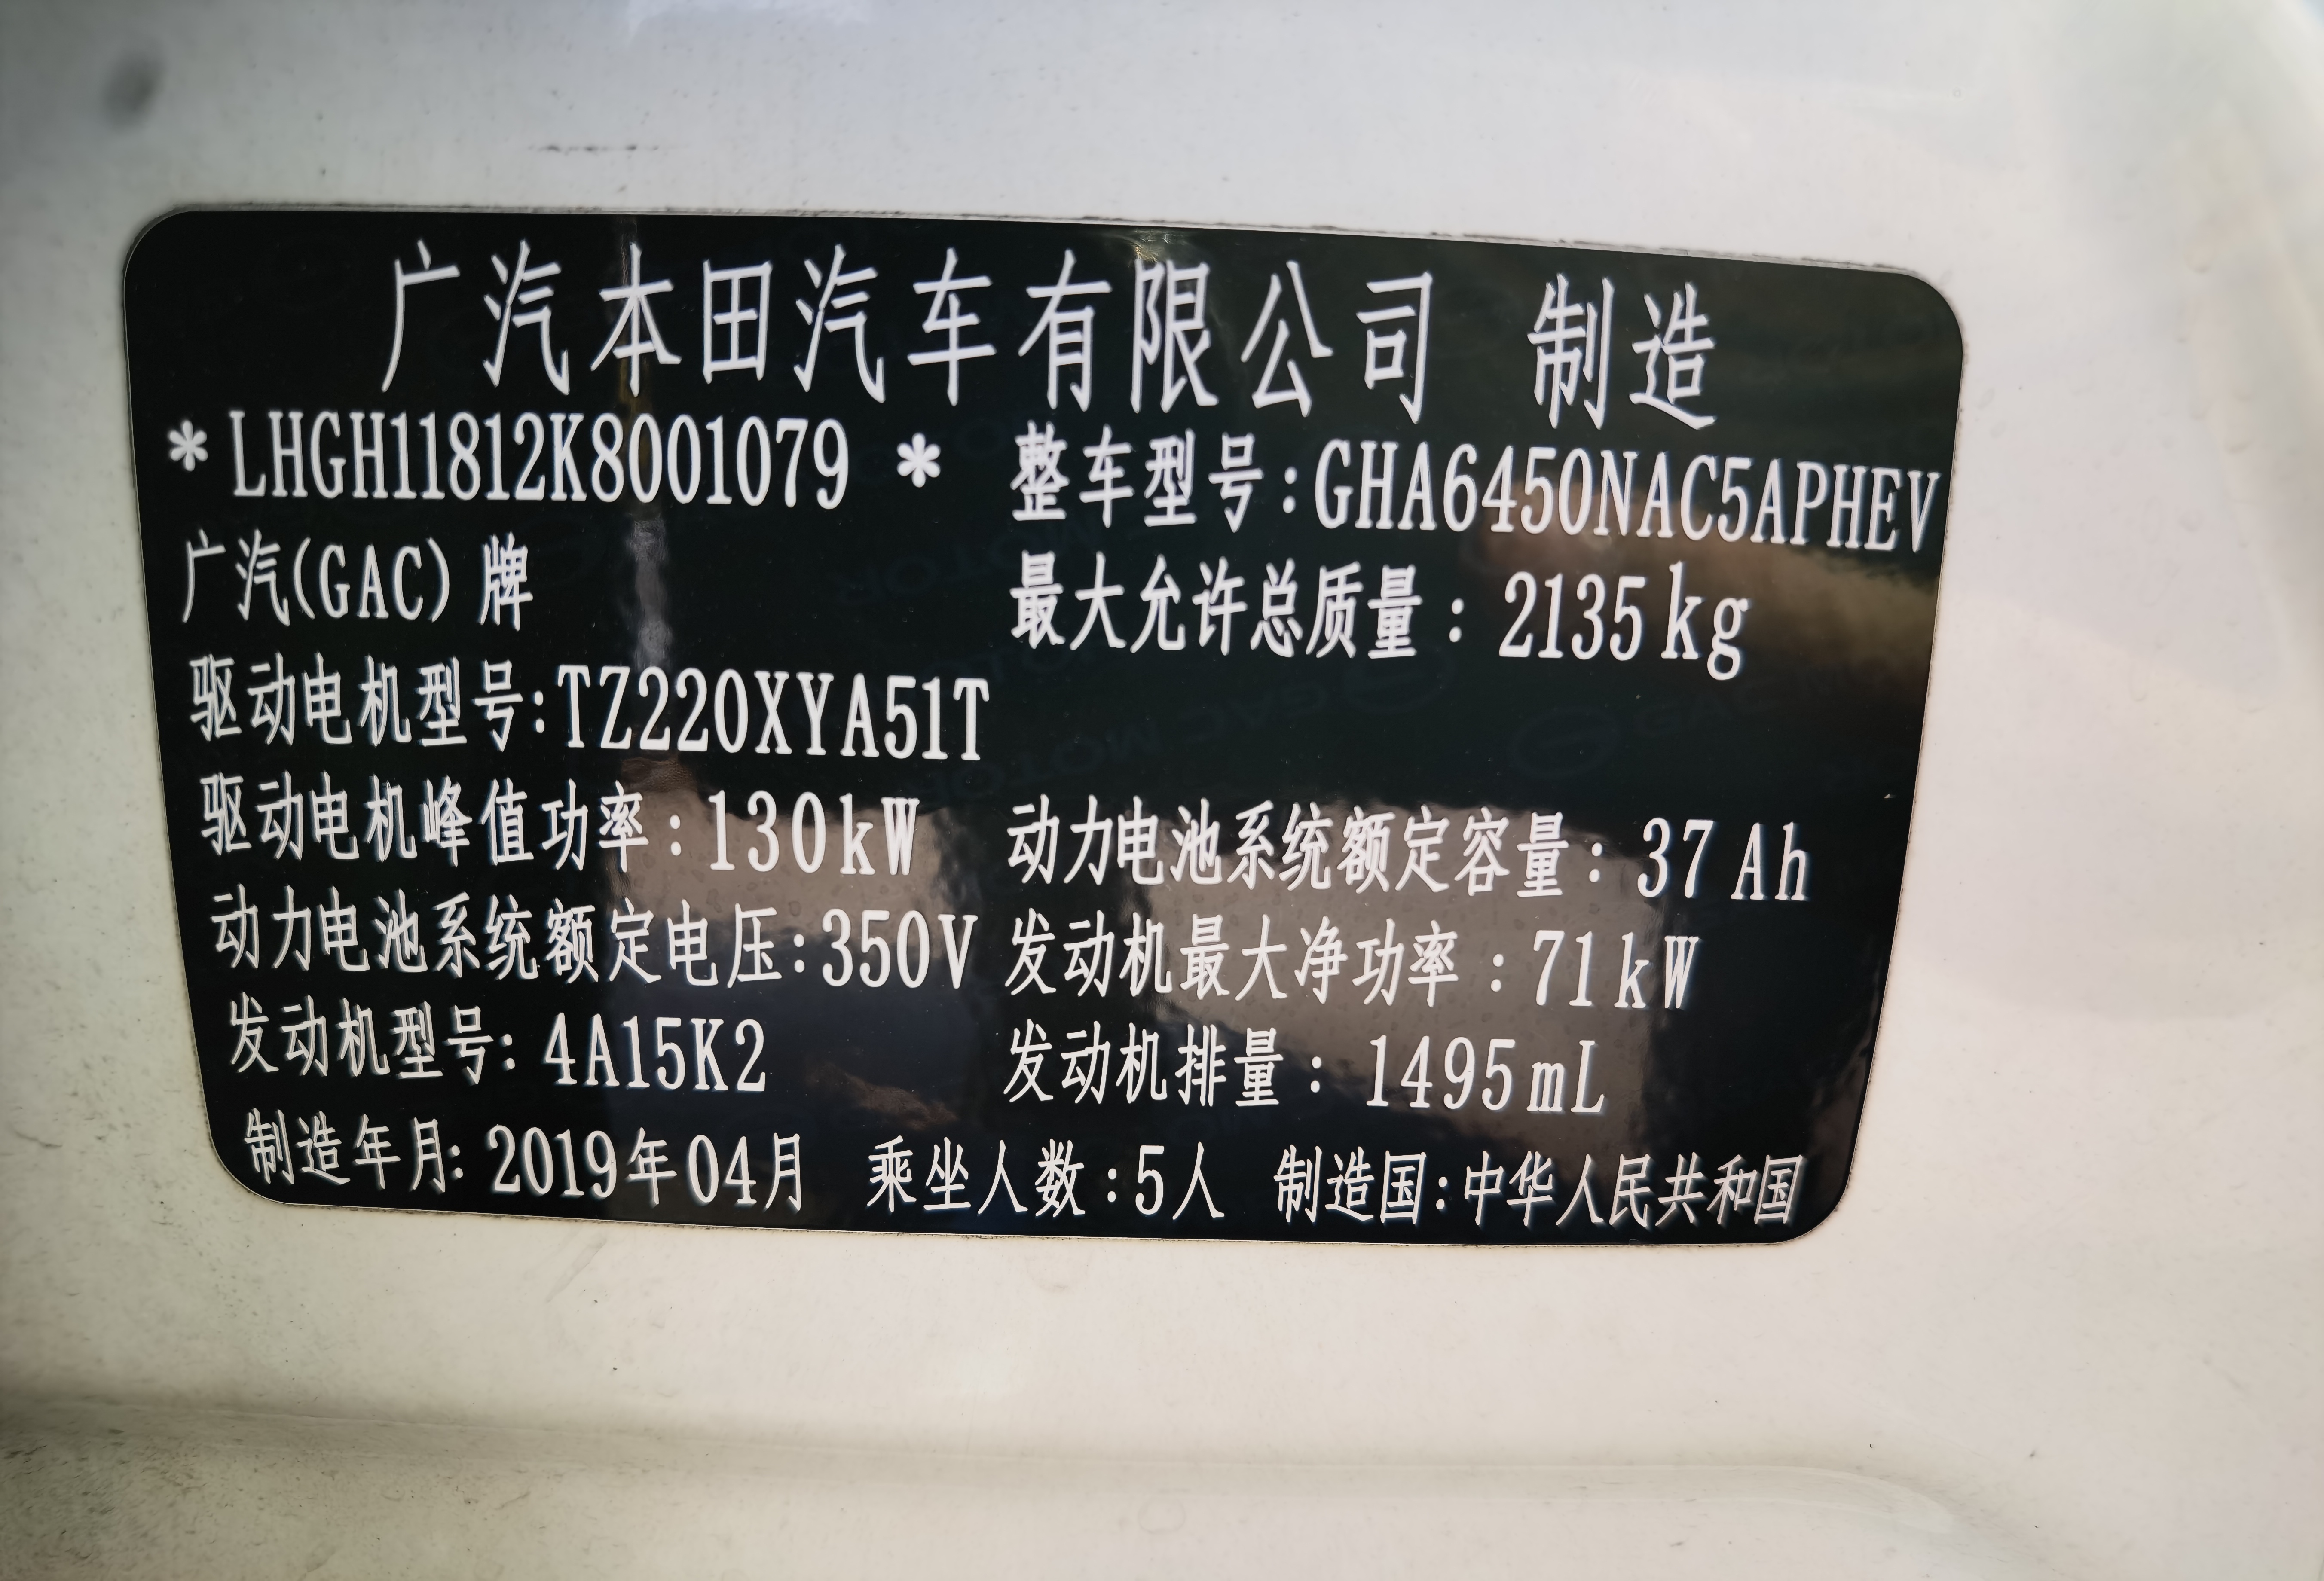 广汽本田汽车有限公司 制造
*LHGH11812K8001079 * 整车型号:GHA6450NAC5APHEV
广汽(GAC)牌 最大允许总质量: 2135kg
驱动电机型号:TZ220XYA51T
驱动电机峰值功率:130kW 动力电池系统额定容量: 37Ah
动力电池系统额定电压:350V 发动机最大净功率:71kW
发动机型号: 4A15K2 发动机排量: 1495mL
制造年月: 2019年04月 乘坐人数:5人 制造国:中华人民共和国